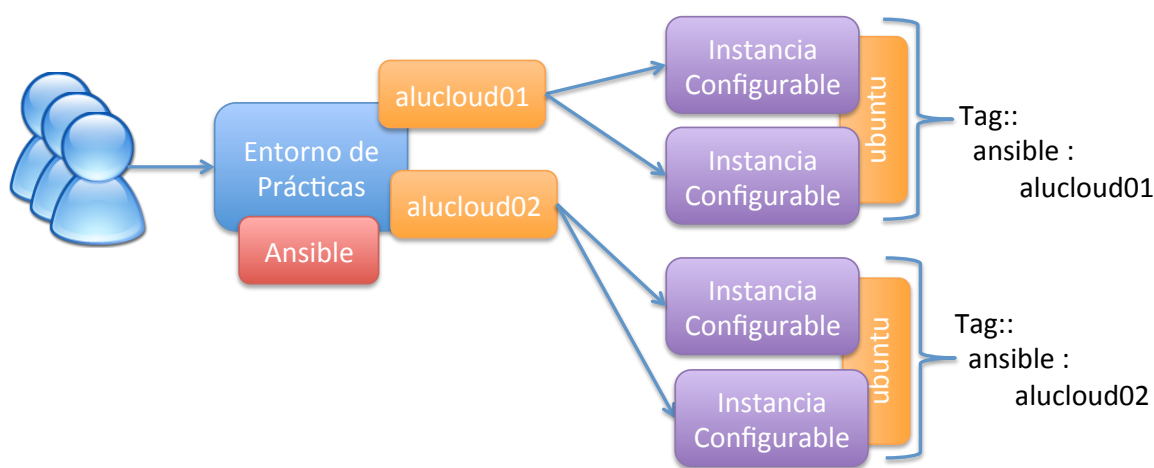 Entorno de
Prácticas
Ansible
alucloud01
alucloud02
Instancia
Configurable
Instancia
Configurable
ubuntu
Tag::
ansible :
alucloud01
Instancia
Configurable
Instancia
Configurable
ubuntu
Tag::
ansible :
alucloud02